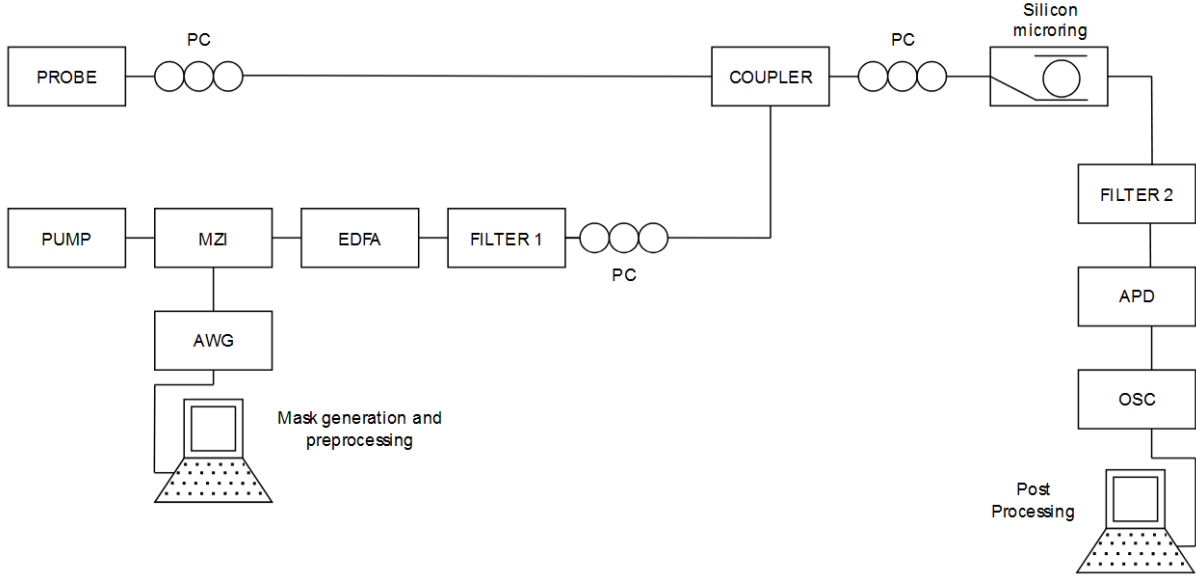 Silicon
microring
PC
PC
PROBE
COUPLER
FILTER 2
PUMP
MZI
EDFA
FILTER 1
PC
APD
AWG
OSC
Mask generation and
preprocessing
Post
Processing